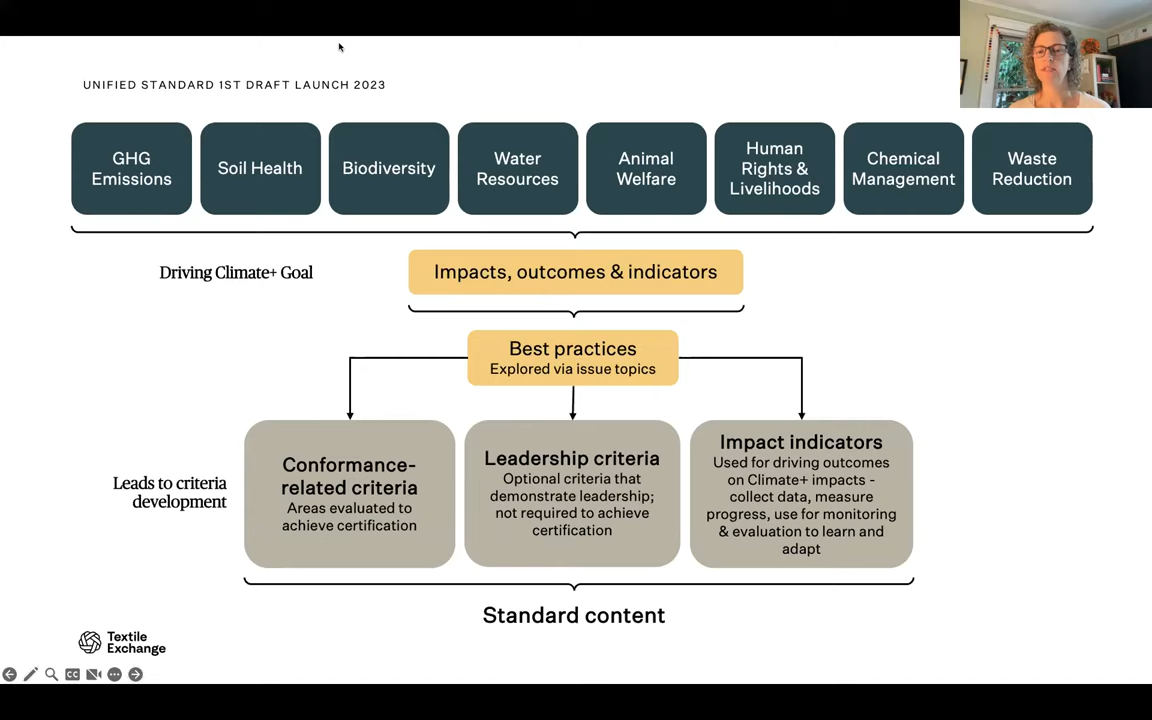 UNIFIED STANDARD 1ST DRAFT LAUNCH 2023
GHG
Emissions
Soil Health
Biodiversity
Water
Resources
Animal
Welfare
Human
Rights &
Livelihoods
Chemical
Management
Waste
Reduction
Driving Climate+ Goal
Impacts, outcomes & indicators
Best practices
Explored via issue topics
Leads to criteria
development
Conformance-
related criteria
Areas evaluated to
achieve certification
Leadership criteria
Optional criteria that
demonstrate leadership;
not required to achieve
certification
Impact indicators
Used for driving outcomes
on Climate+ impacts -
collect data, measure
progress, use for monitoring
& evaluation to learn and
adapt
Standard content
Textile
Exchange
CC